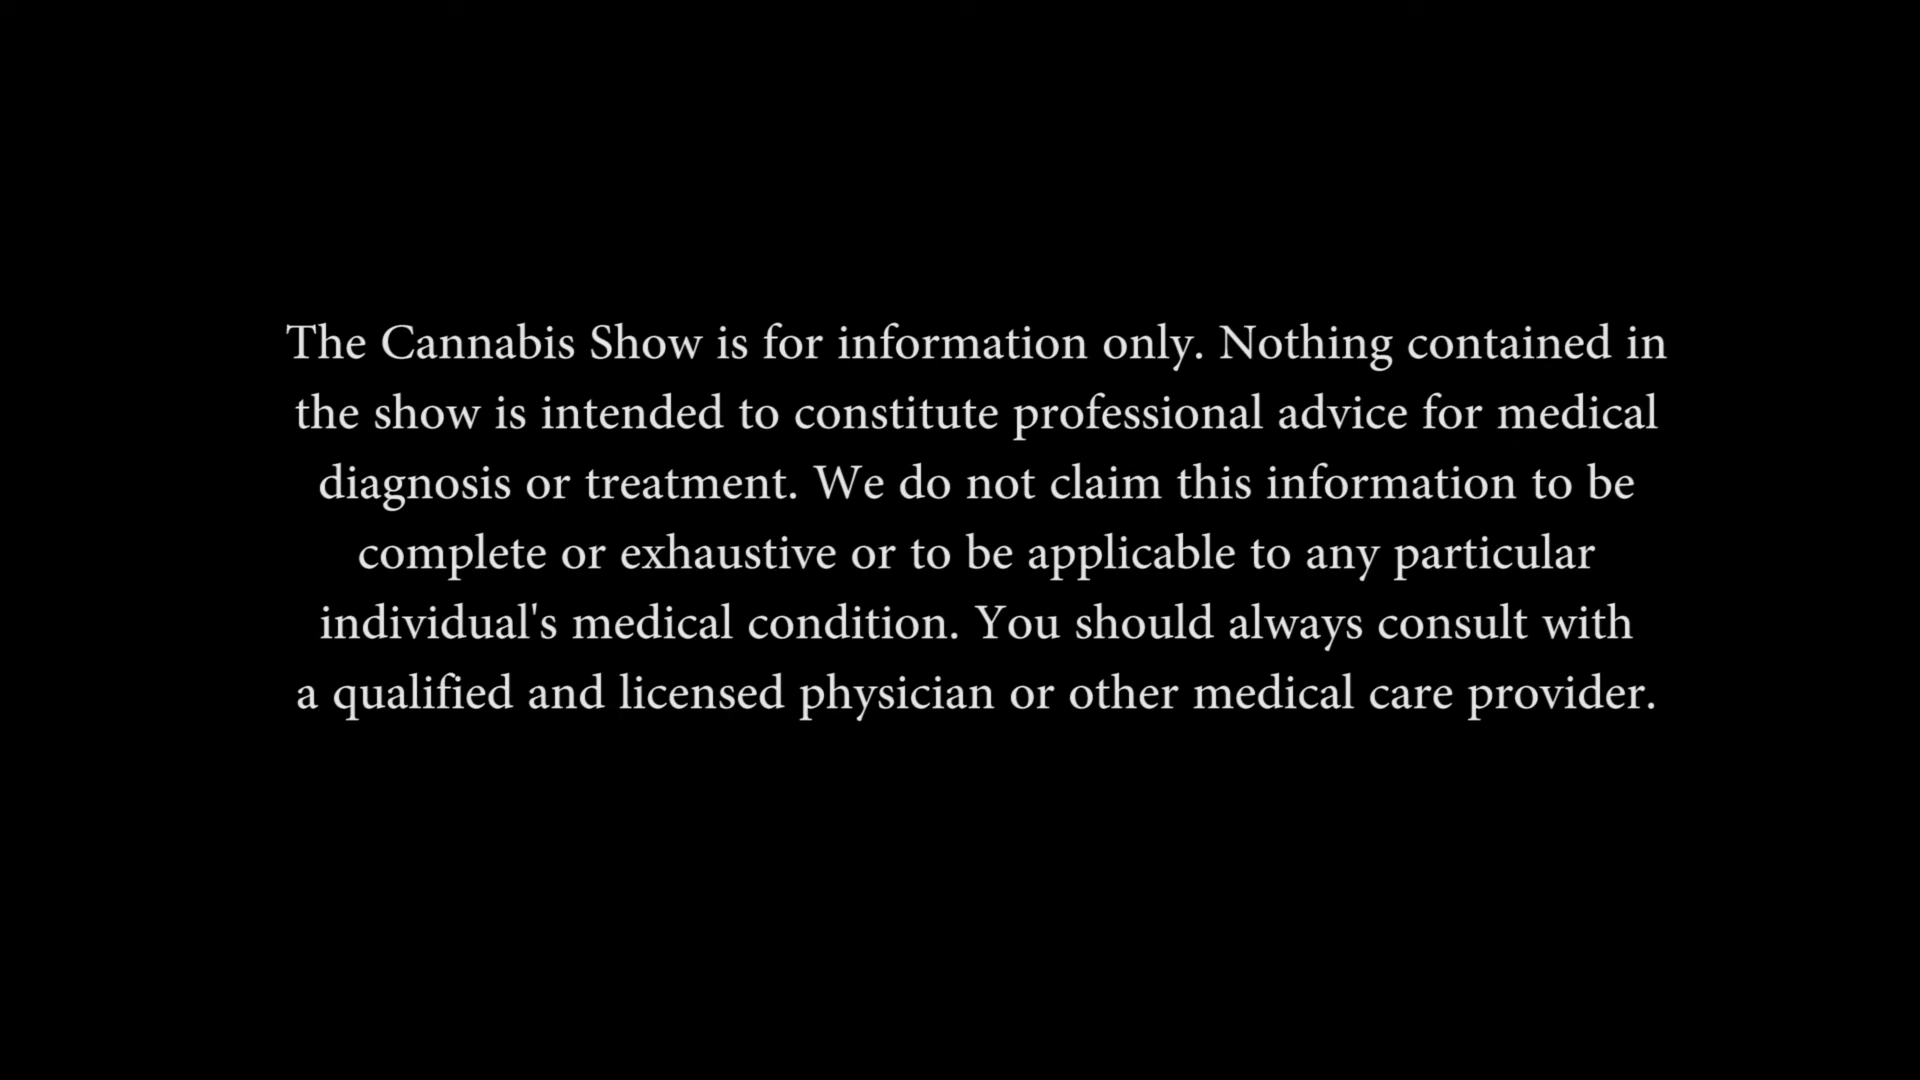 The Cannabis Show is for information only. Nothing contained in
the show is intended to constitute professional advice for medical
diagnosis or treatment. We do not claim this information to be
complete or exhaustive or to be applicable to any particular
individual's medical condition. You should always consult with
a qualified and licensed physician or other medical care provider.